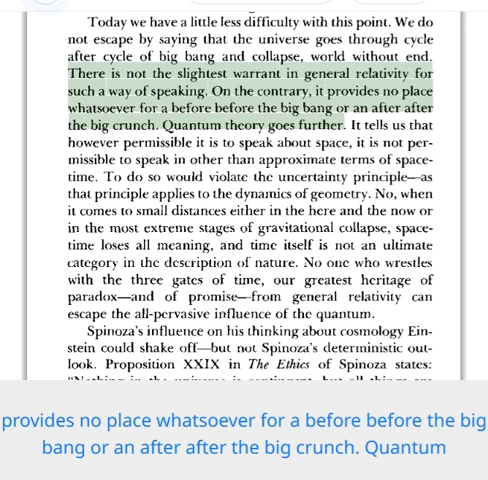 Today we have a little less difficulty with this point. We do
not escape by saying that the universe goes through cycle
after cycle of big bang and collapse, world without end.
There is not the slightest warrant in general relativity for
such a way of speaking. On the contrary, it provides no place
whatsoever for a before before the big bang or an after after
the big crunch. Quantum theory goes further. It tells us that
however permissible it is to speak about space, it is not per-
missible to speak in other than approximate terms of space-
time. To do so would violate the uncertainty principle—as
that principle applies to the dynamics of geometry. No, when
it comes to small distances either in the here and the now or
in the most extreme stages of gravitational collapse, space-
time loses all meaning, and time itself is not an ultimate
category in the description of nature. No one who wrestles
with the three gates of time, our greatest heritage of
paradox—and of promise—from general relativity can
escape the all-pervasive influence of the quantum.
Spinoza's influence on his thinking about cosmology Ein-
stein could shake off—but not Spinoza's deterministic out-
look. Proposition XXIX in The Ethics of Spinoza states:
provides no place whatsoever for a before before the big
bang or an after after the big crunch. Quantum